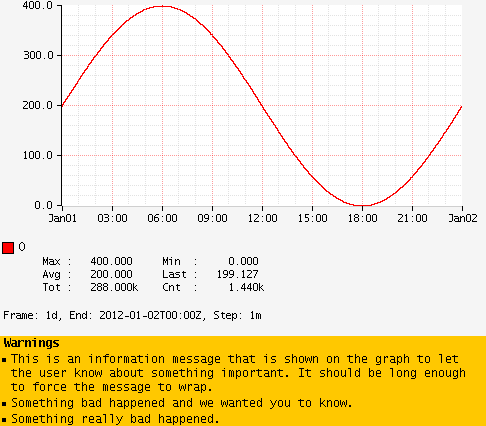 400.0
300.0
200.0
100.0
0.0
Jan01 03:00 06:00 09:00 12:00 15:00 18:00 21:00 Jan02
0
Max : 400.000 Min : 0.000
Avg : 200.000 Last : 199.127
Tot : 288.000k Cnt : 1.440k
Frame: 1d, End: 2012-01-02T00:00Z, Step: 1m
Warnings
This is an information message that is shown on the graph to let
the user know about something important. It should be long enough
to force the message to wrap.
Something bad happened and we wanted you to know.
Something really bad happened.